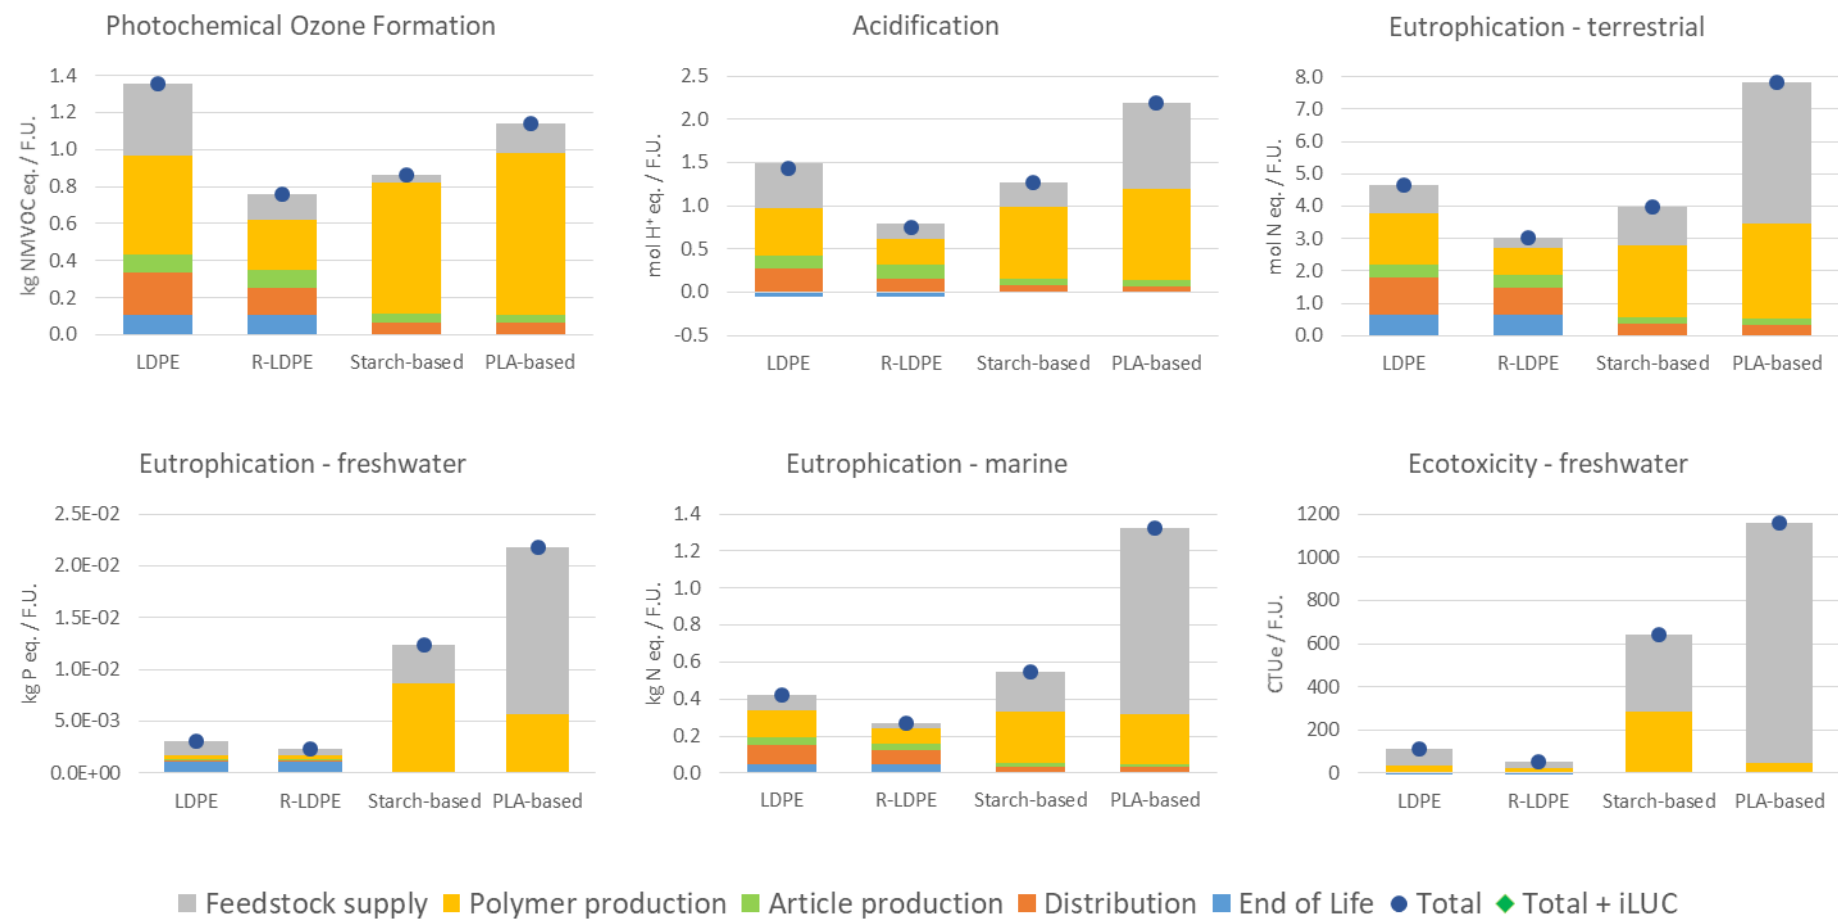 Photochemical Ozone Formation
kg NMVOC eq. / F.U.
1.4
1.2
1.0
0.8
0.6
0.4
0.2
0.0
LDPE R-LDPE Starch-based PLA-based
Acidification
mol H⁺ eq. / F.U.
2.5
2.0
1.5
1.0
0.5
0.0
-0.5
LDPE R-LDPE Starch-based PLA-based
Eutrophication - terrestrial
mol N eq. / F.U.
8.0
7.0
6.0
5.0
4.0
3.0
2.0
1.0
0.0
LDPE R-LDPE Starch-based PLA-based
Eutrophication - freshwater
kg P eq. / F.U.
2.5E-02
2.0E-02
1.5E-02
1.0E-02
5.0E-03
0.0E+00
LDPE R-LDPE Starch-based PLA-based
Eutrophication - marine
kg N eq. / F.U.
1.4
1.2
1.0
0.8
0.6
0.4
0.2
0.0
LDPE R-LDPE Starch-based PLA-based
Ecotoxicity - freshwater
CTUe / F.U.
1200
1000
800
600
400
200
0
LDPE R-LDPE Starch-based PLA-based
Feedstock supply Polymer production Article production Distribution End of Life Total Total + iLUC